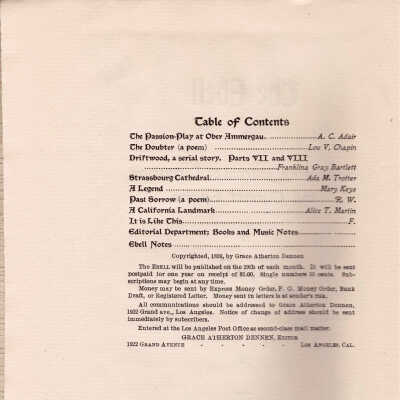 Table of Contents
The Passion-Play at Ober Ammergau. A. C. Adair
The Doubter (a poem) Lou V. Chapin
Driftwood, a serial story. Parts VII and VIII
Franklina Gray Bartlett
Strasbourg Cathedral. Ada M. Trotter
A Legend Mary Kaye
Past Sorrow (a poem). R. W.
A California Landmark. Alice T. Martin
It is Like This. F.
Editorial Department: Books and Music Notes
Ebell Notes
Copyrighted, 1898, by Grace Atherton Dennen
The Ebell will be published on the 29th of each month. It will be sent
postpaid for one year on receipt of $1.00. Single numbers 10 cents. Sub-
scriptions may begin at any time.
Money may be sent by Express Money Order, P. O. Money Order, Bank
Draft, or Registered Letter. Money sent in letters is at sender's risk.
All communications should be addressed to Grace Atherton Dennen,
1922 Grand ave., Los Angeles. Notice of change of address should be sent
immediately by subscribers.
Entered at the Los Angeles Post Office as second-class mail matter.
GRACE ATHERTON DENNEN, Editor
1922 Grand Avenue Los Angeles, Cal.